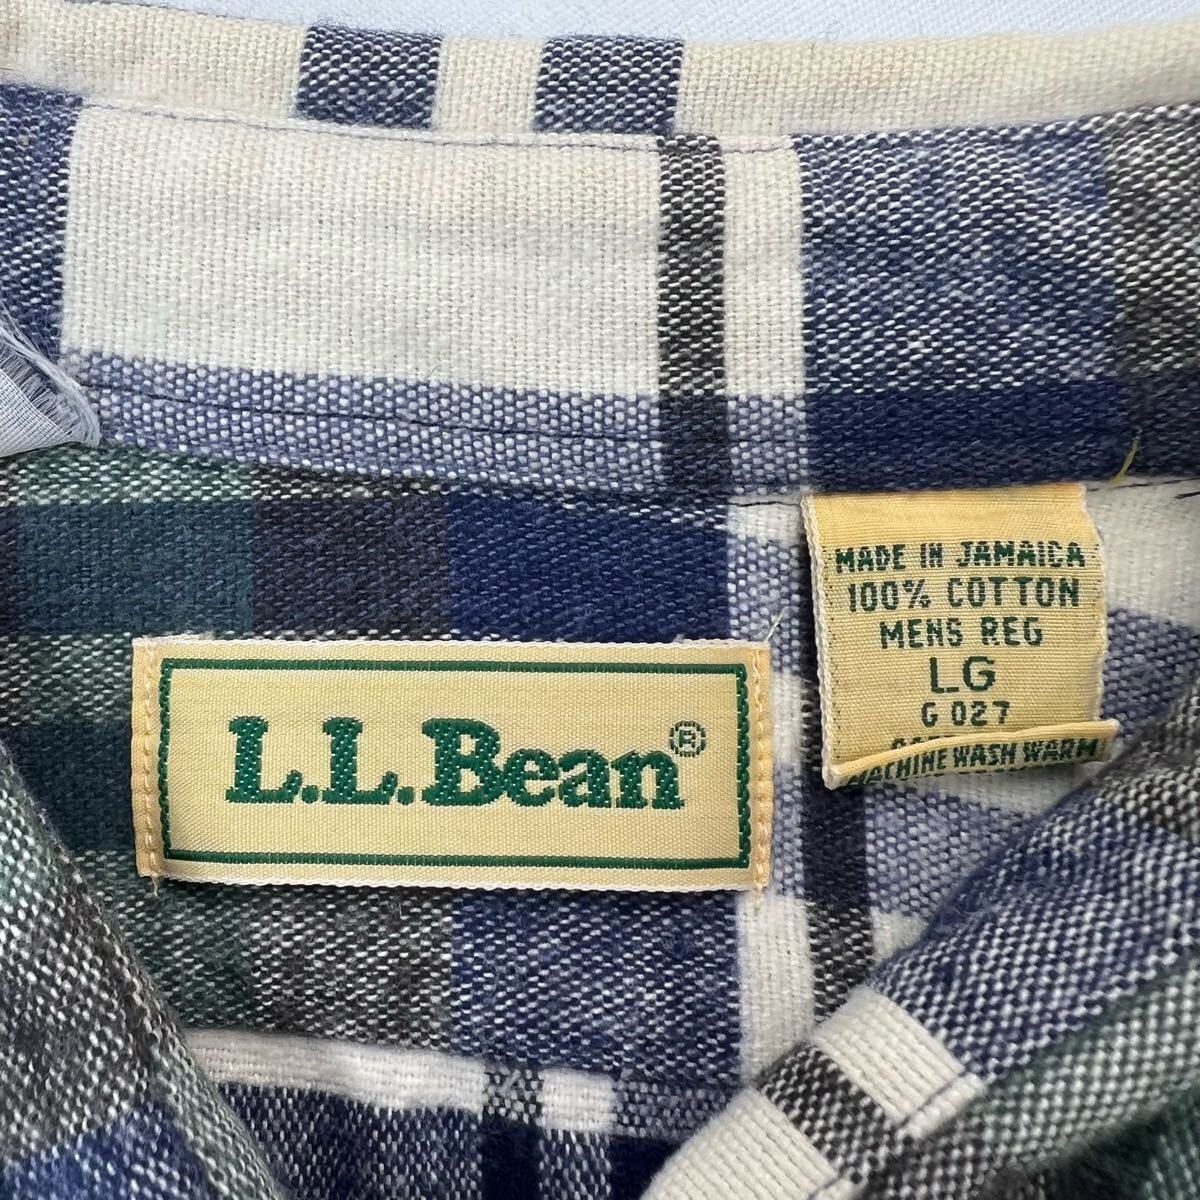 L.L.Bean®
MADE IN JAMAICA
100% COTTON
MENS REG
LG
G 027
MACHINE WASH WARM